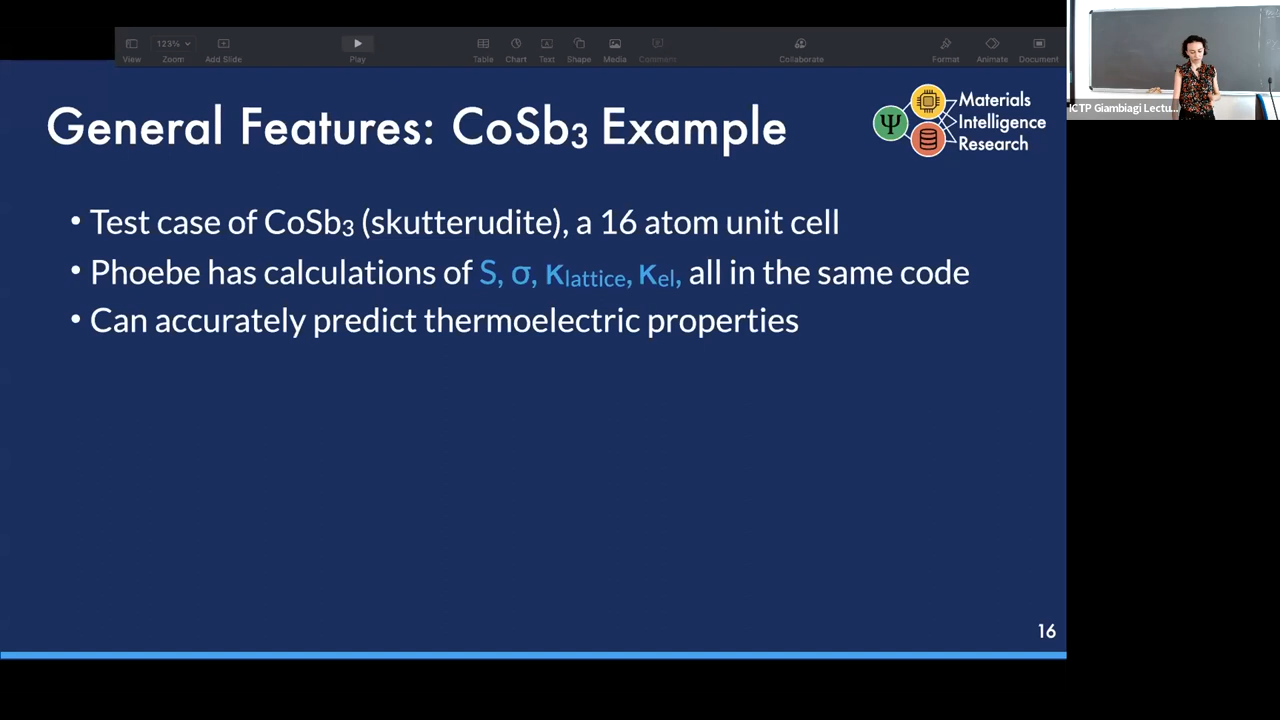 123%
View
Zoom
Add Slide
Play
Table
Chart
Text
Shape
Media
Comment
Collaborate
Format
Animate
Document
ICTP Giambiagi Lectu...
General Features: CoSb₃ Example
Ψ
Materials
Intelligence
Research
• Test case of CoSb₃ (skutterudite), a 16 atom unit cell
• Phoebe has calculations of S, σ, κlattice, κel, all in the same code
• Can accurately predict thermoelectric properties
16